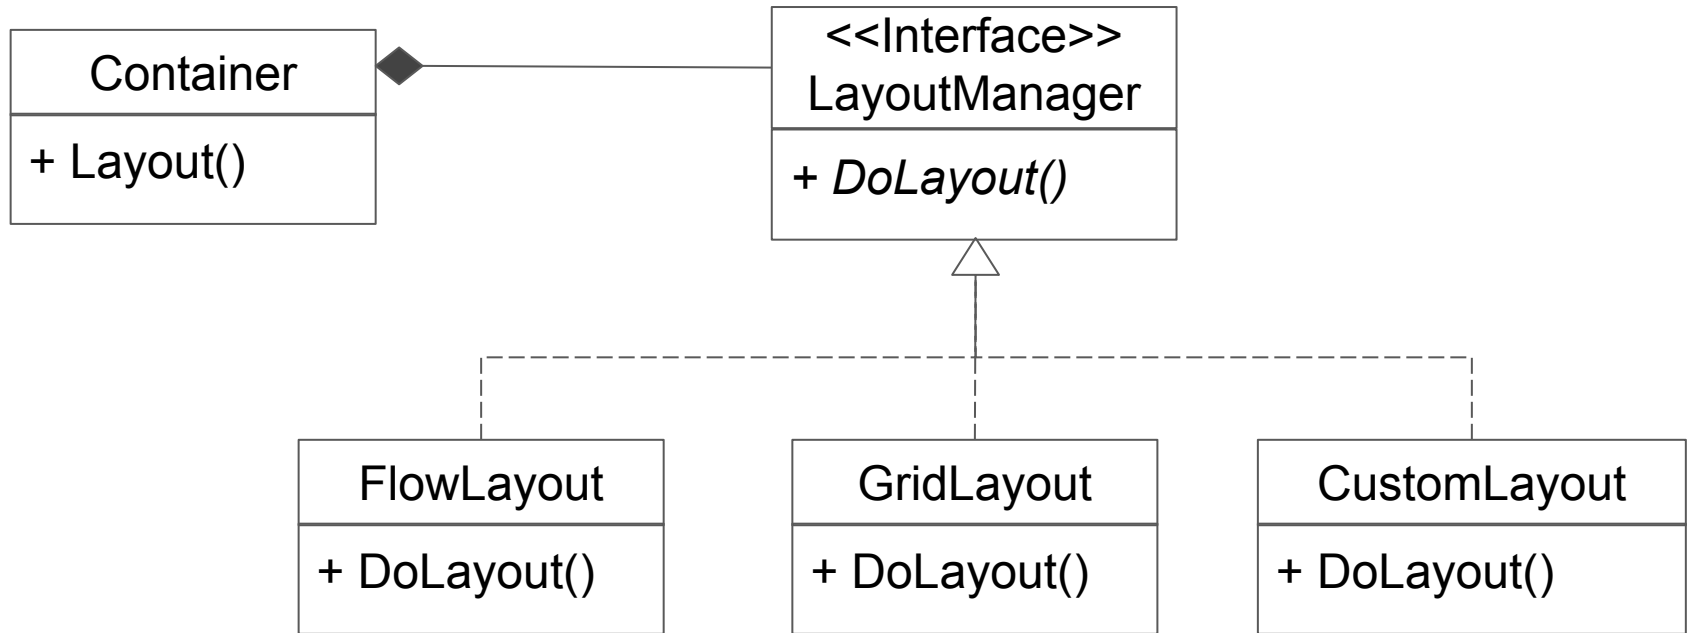 Container
+ Layout()
<<Interface>>
LayoutManager
+ DoLayout()
FlowLayout
+ DoLayout()
GridLayout
+ DoLayout()
CustomLayout
+ DoLayout()